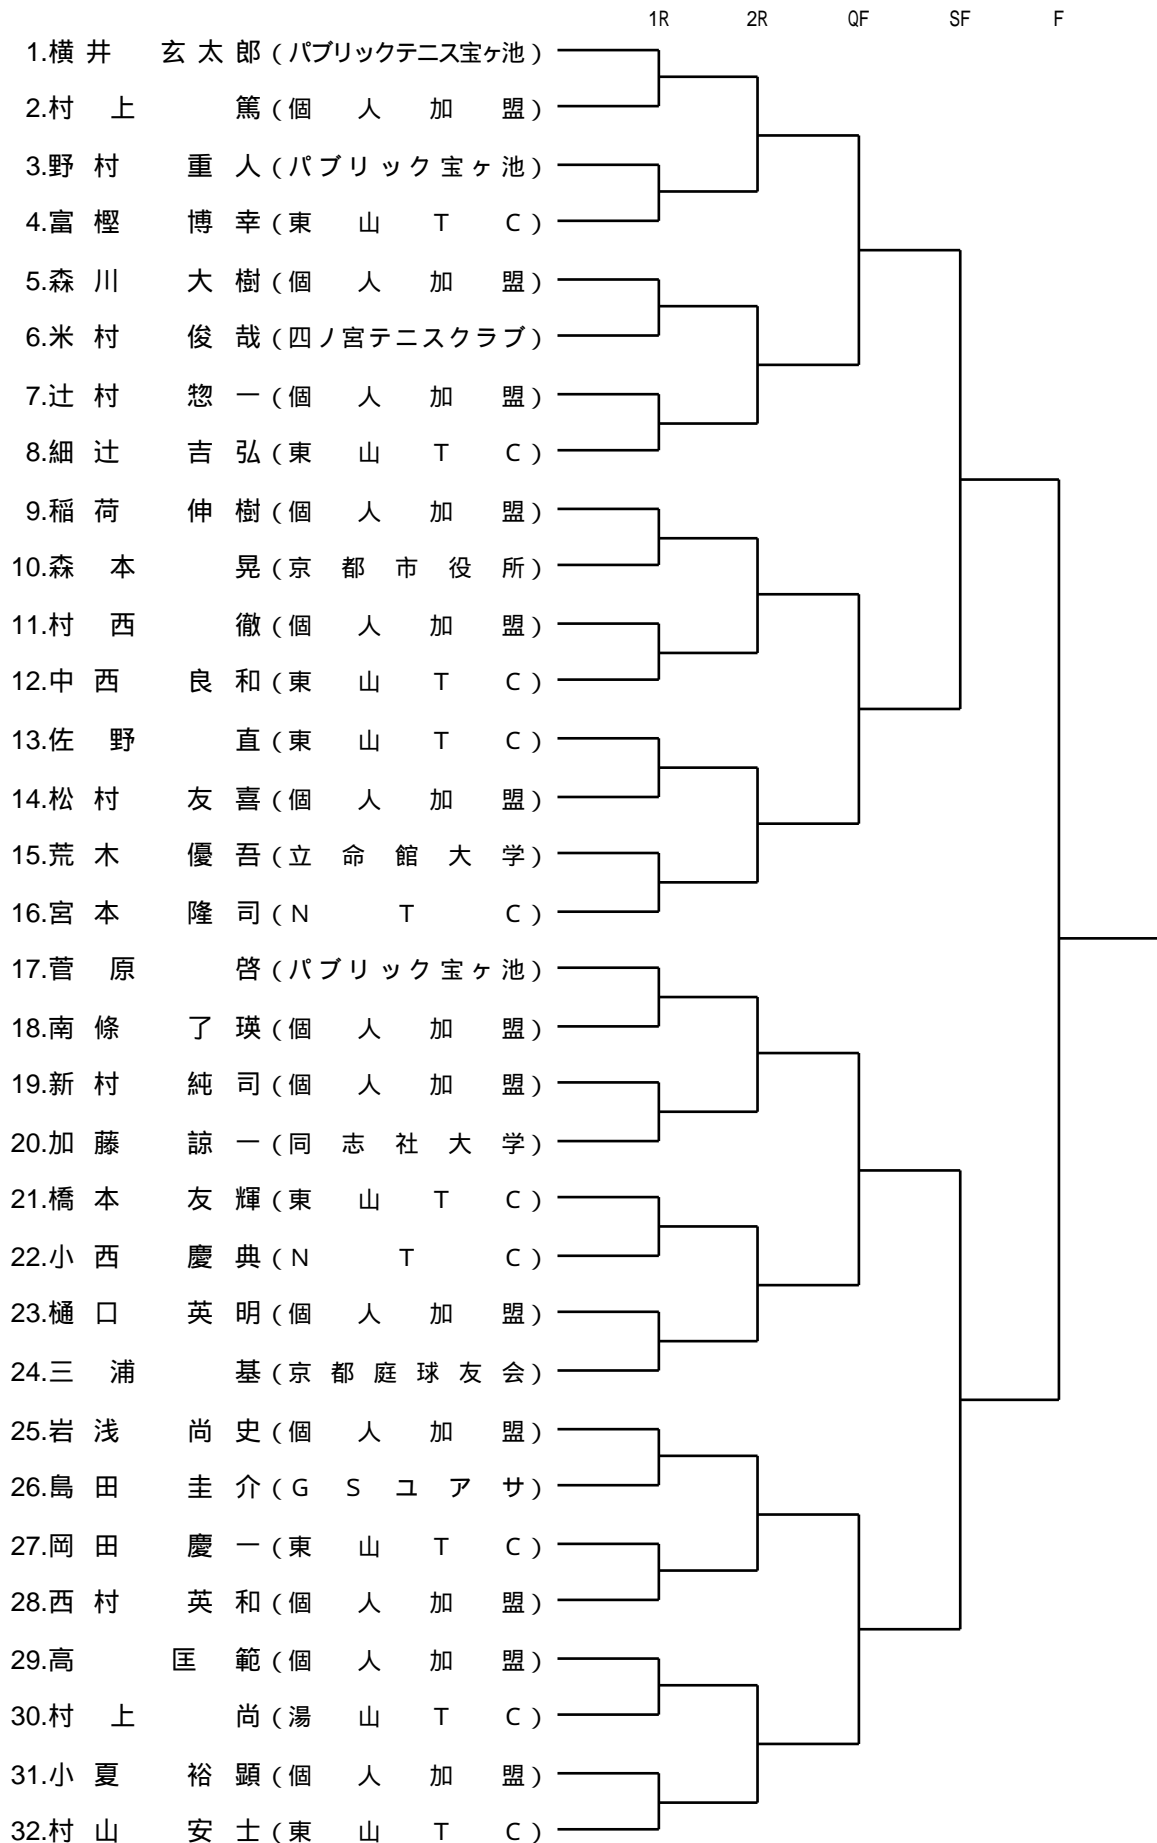 1R 2R QF SF F
1.横井 玄太郎(パブリックテニス宝ヶ池)
2.村上 篤(個人加盟)
3.野村 重人(パブリック宝ヶ池)
4.富樫 博幸(東山TC)
5.森川 大樹(個人加盟)
6.米村 俊哉(四ノ宮テニスクラブ)
7.辻村 惣一(個人加盟)
8.細辻 吉弘(東山TC)
9.稲荷 伸樹(個人加盟)
10.森本 晃(京都市役所)
11.村西 徹(個人加盟)
12.中西 良和(東山TC)
13.佐野 直(東山TC)
14.松村 友喜(個人加盟)
15.荒木 優吾(立命館大学)
16.宮本 隆司(NTC)
17.菅原 啓(パブリック宝ヶ池)
18.南條 了瑛(個人加盟)
19.新村 純司(個人加盟)
20.加藤 諒一(同志社大学)
21.橋本 友輝(東山TC)
22.小西 慶典(NTC)
23.樋口 英明(個人加盟)
24.三浦 基(京都庭球友会)
25.岩浅 尚史(個人加盟)
26.島田 圭介(GSユアサ)
27.岡田 慶一(東山TC)
28.西村 英和(個人加盟)
29.高 匡範(個人加盟)
30.村上 尚(湯山TC)
31.小夏 裕顕(個人加盟)
32.村山 安士(東山TC)